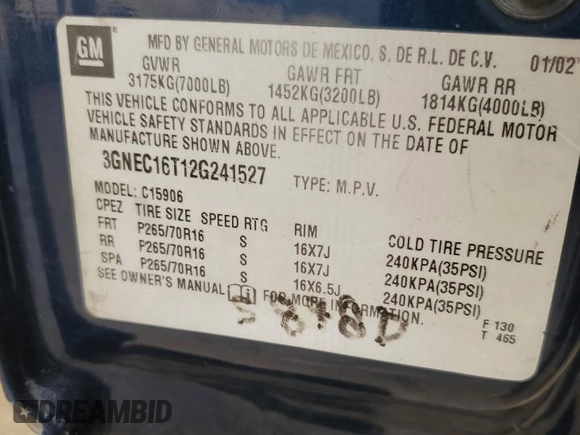 GM
MFD BY GENERAL MOTORS DE MEXICO, S. DE R.L. DE C.V. 01/02
GVWR GAWR FRT GAWR RR
3175KG(7000LB) 1452KG(3200LB) 1814KG(4000LB)
THIS VEHICLE CONFORMS TO ALL APPLICABLE U.S. FEDERAL MOTOR
VEHICLE SAFETY STANDARDS IN EFFECT ON THE DATE OF
MANUFACTURE SHOWN ABOVE.
3GNEC16T12G241527 TYPE: M.P.V.
MODEL: C15906
CPEZ TIRE SIZE SPEED RTG RIM COLD TIRE PRESSURE
FRT P265/70R16 S 16X7J 240KPA(35PSI)
RR P265/70R16 S 16X7J 240KPA(35PSI)
SPA P265/70R16 S 16X6.5J 240KPA(35PSI)
SEE OWNER'S MANUAL FOR MORE INFORMATION.
F 130
T 465
DREAMBID